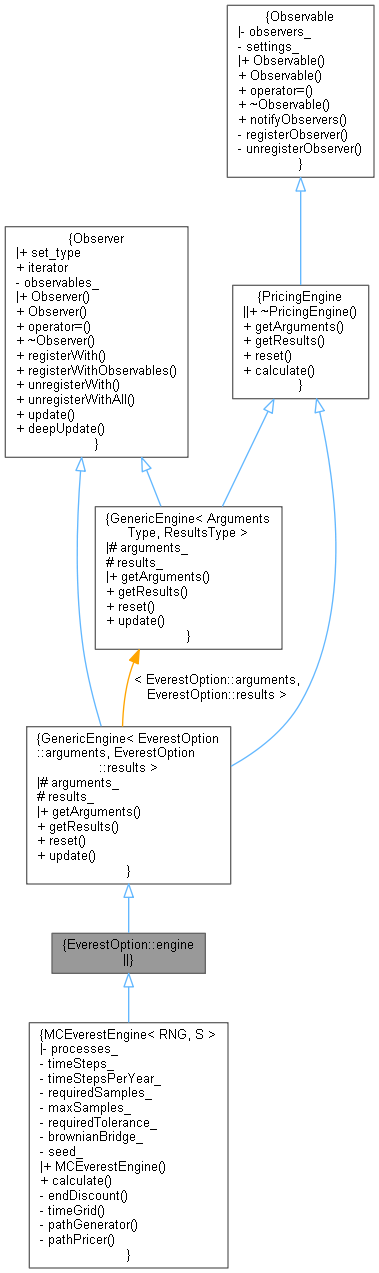 {Observable
|- observers_
- settings_
|+ Observable()
+ Observable()
+ operator=()
+ ~Observable()
+ notifyObservers()
- registerObserver()
- unregisterObserver()
}
{Observer
|+ set_type
+ iterator
- observables_
|+ Observer()
+ Observer()
+ operator=()
+ ~Observer()
+ registerWith()
+ registerWithObservables()
+ unregisterWith()
+ unregisterWithAll()
+ update()
+ deepUpdate()
}
{PricingEngine
||+ ~PricingEngine()
+ getArguments()
+ getResults()
+ reset()
+ calculate()
}
{GenericEngine< Arguments
Type, ResultsType >
|# arguments_
# results_
|+ getArguments()
+ getResults()
+ reset()
+ update()
}
< EverestOption::arguments,
EverestOption::results >
{GenericEngine< EverestOption
::arguments, EverestOption
::results >
|# arguments_
# results_
|+ getArguments()
+ getResults()
+ reset()
+ update()
}
{EverestOption::engine
||}
{MCEverestEngine< RNG, S >
|- processes_
- timeSteps_
- timeStepsPerYear_
- requiredSamples_
- maxSamples_
- requiredTolerance_
- brownianBridge_
- seed_
|+ MCEverestEngine()
+ calculate()
- endDiscount()
- timeGrid()
- pathGenerator()
- pathPricer()
}